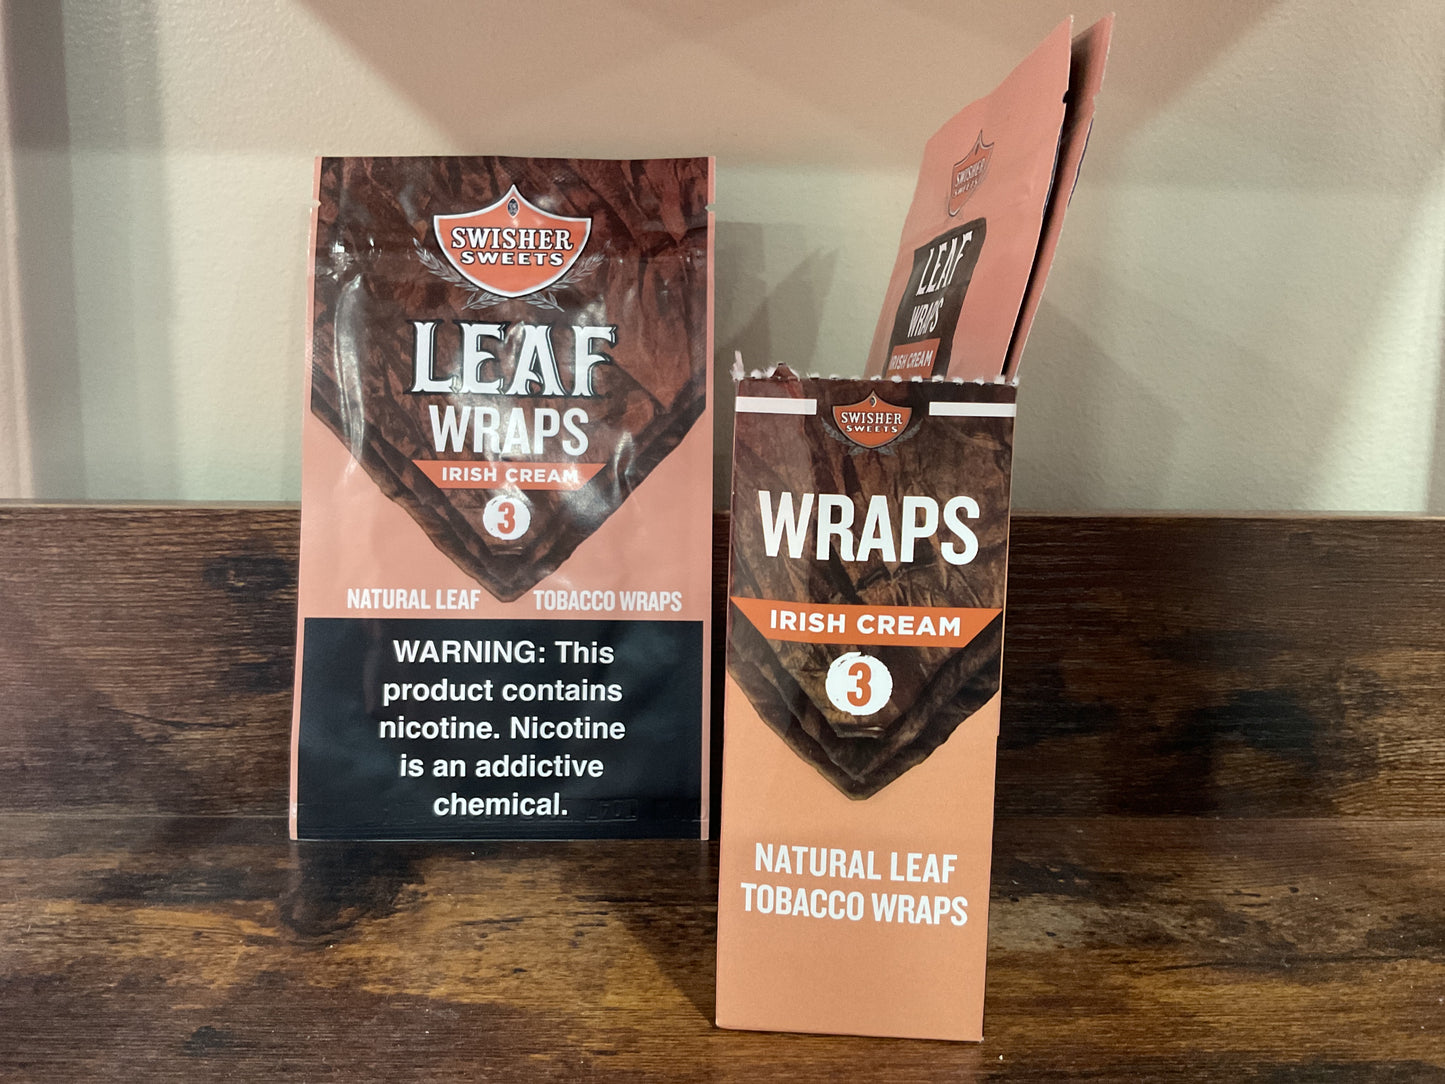 SWISHER
SWEETS
LEAF
WRAPS
IRISH CREAM
3
NATURAL LEAF TOBACCO WRAPS
WARNING: This
product contains
nicotine. Nicotine
is an addictive
chemical.
SWISHER
SWEETS
LEAF
WRAPS
IRISH CREAM
SWISHER
SWEETS
WRAPS
IRISH CREAM
3
NATURAL LEAF
TOBACCO WRAPS